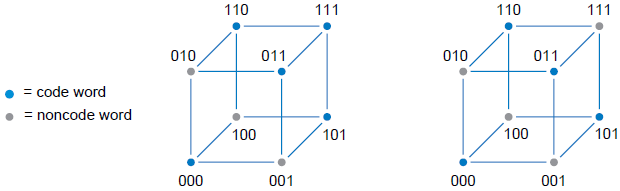 110 111 110 111
010 011 010 011
= code word
= noncode word
100 101 100 101
000 001 000 001